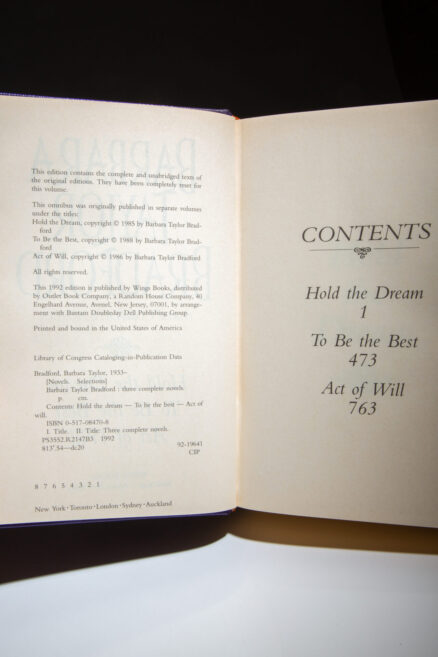 This edition contains the complete and unabridged texts of
the original editions. They have been completely reset for
this volume.
This omnibus was originally published in separate volumes
under the titles:
Hold the Dream, copyright © 1985 by Barbara Taylor Brad-
ford
To Be the Best, copyright © 1988 by Barbara Taylor Brad-
ford
Act of Will, copyright © 1986 by Barbara Taylor Bradford
All rights reserved.
This 1992 edition is published by Wings Books, distributed
by Outlet Book Company, a Random House Company, 40
Engelhard Avenue, Avenel, New Jersey, 07001, by arrange-
ment with Bantam Doubleday Dell Publishing Group.
Printed and bound in the United States of America
Library of Congress Cataloging-in-Publication Data
Bradford, Barbara Taylor, 1933–
[Novels. Selections]
Barbara Taylor Bradford : three complete novels.
p. cm.
Contents: Hold the dream — To be the best — Act of
will.
ISBN 0-517-08470-8
I. Title. II. Title: Three complete novels.
PS3552.R2147B3 1992
813'.54—dc20 92-19641
CIP
8 7 6 5 4 3 2 1
New York • Toronto • London • Sydney • Auckland
CONTENTS
Hold the Dream
1
To Be the Best
473
Act of Will
763